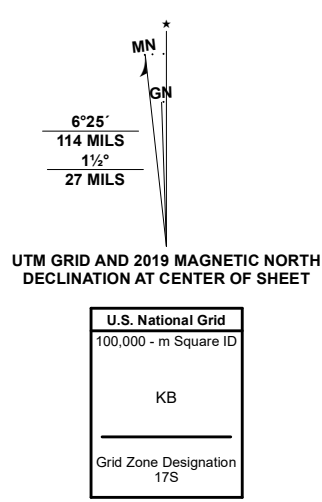 MN
GN
6°25´
114 MILS
1½°
27 MILS
UTM GRID AND 2019 MAGNETIC NORTH
DECLINATION AT CENTER OF SHEET
U.S. National Grid
100,000 - m Square ID
KB
Grid Zone Designation
17S